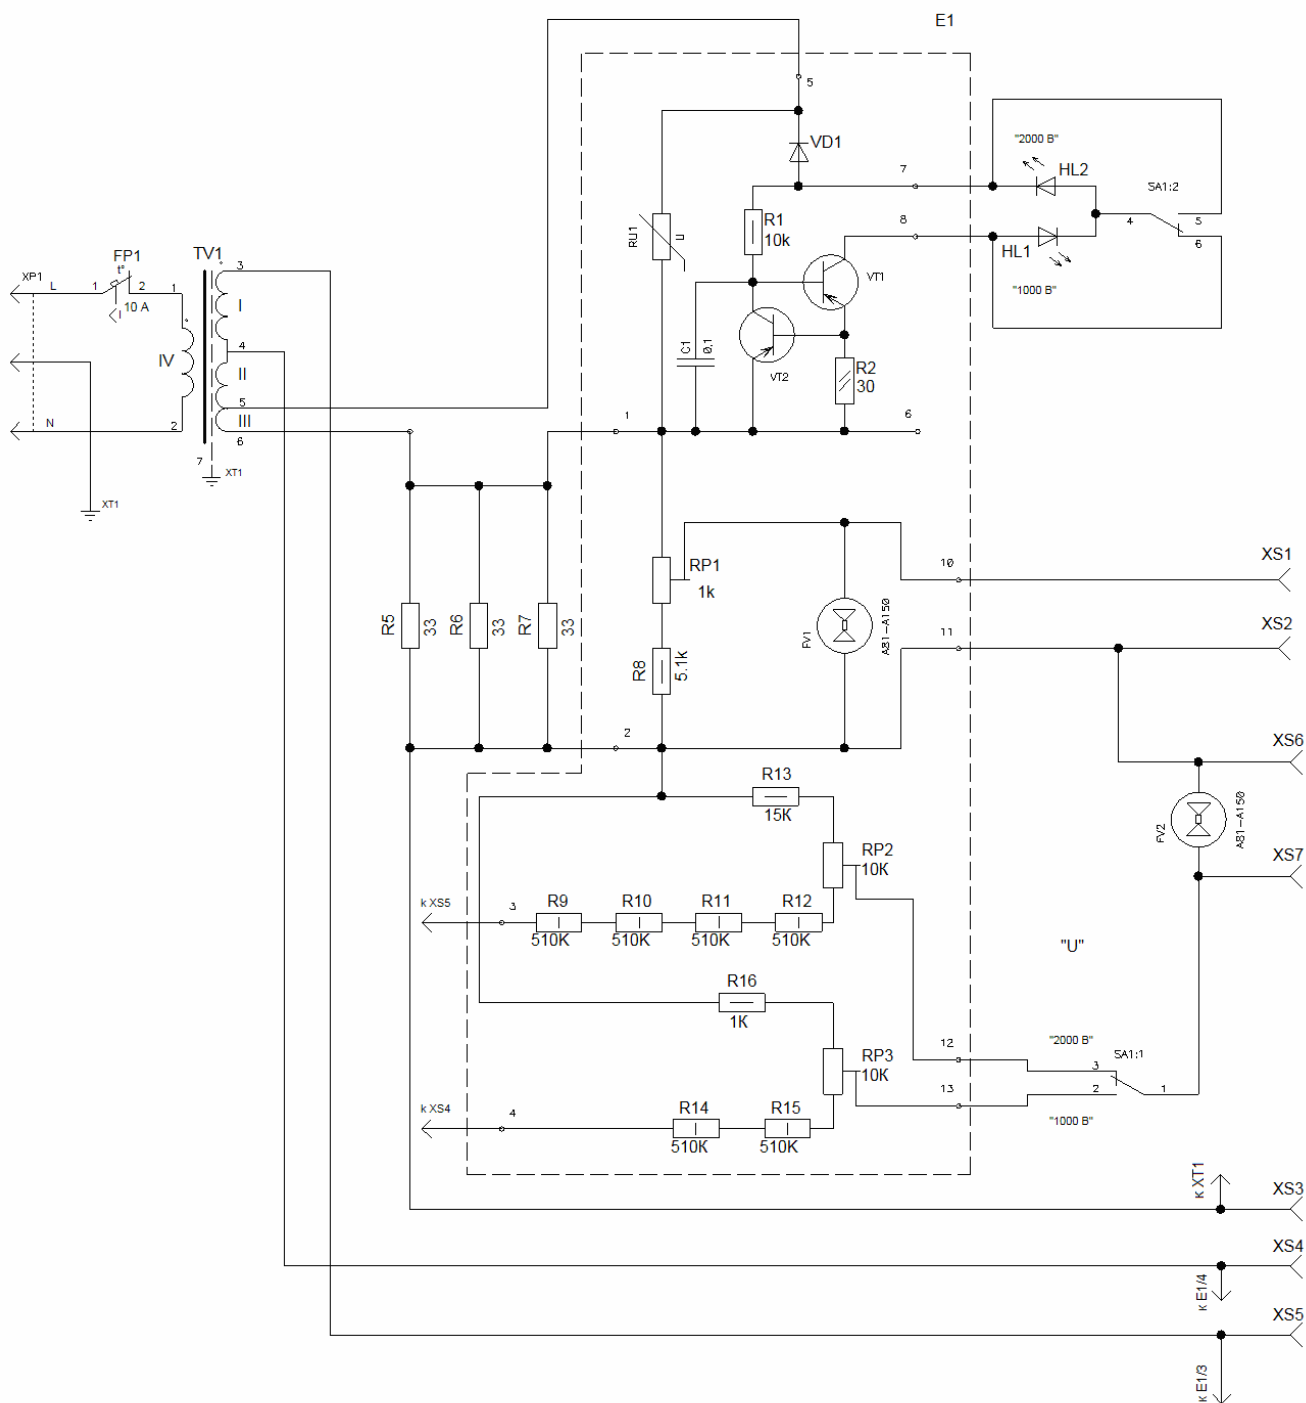 E1
5
VD1
"2000 B"
7
HL2
SA1:2
R1
10k
8
4
5
6
RU1
U
HL1
FP1
TV1
XP1
L
1
t°
2
1
3
10 A
I
VT1
"1000 B"
4
IV
II
C1
0,1
VT2
R2
30
5
N
2
III
6
1
6
7
XT1
XT1
RP1
1k
10
XS1
R5
33
R6
33
R7
33
FV1
A81-A150
11
XS2
R8
5.1k
2
XS6
R13
15K
FV2
A81-A150
RP2
10K
XS7
к XS5
3
R9
R10
R11
R12
510K
510K
510K
510K
"U"
R16
1K
12
"2000 B"
SA1:1
RP3
10K
3
13
2
1
к XS4
4
R14
R15
510K
510K
"1000 B"
к XT1
XS3
XS4
к E1/4
XS5
к E1/3